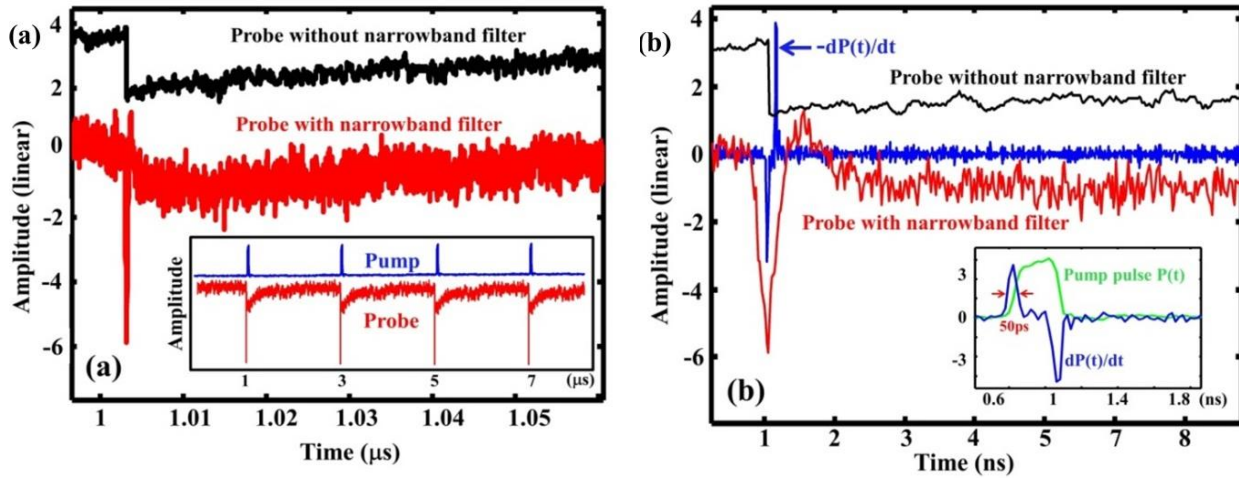 (a)
4
2
0
-2
-4
-6
Amplitude (linear)
Probe without narrowband filter
Probe with narrowband filter
Amplitude
Pump
Probe
1 3 5 7 (μs)
(a)
1 1.01 1.02 1.03 1.04 1.05
Time (μs)
(b)
4
2
0
-2
-4
-6
Amplitude (linear)
-dP(t)/dt
Probe without narrowband filter
Probe with narrowband filter
3
0
-3
Pump pulse P(t)
50ps
dP(t)/dt
0.6 1 1.4 1.8 (ns)
(b)
1 2 3 4 5 6 7 8
Time (ns)